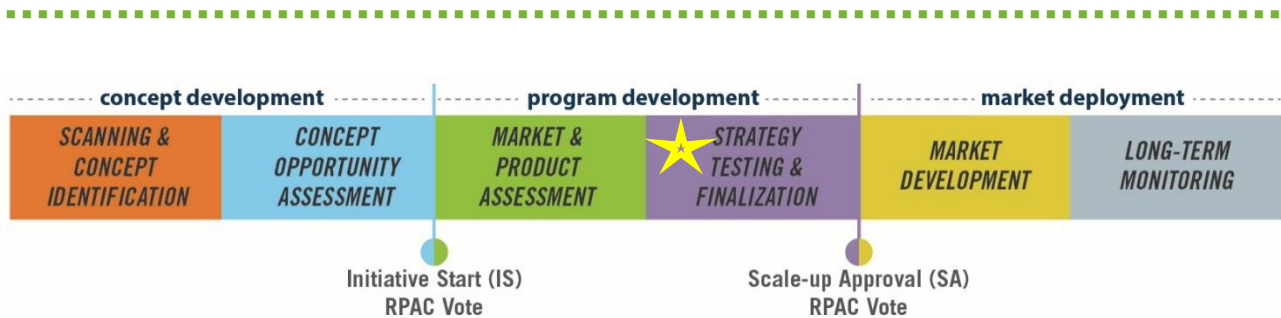 concept development
program development
market deployment
SCANNING &
CONCEPT
IDENTIFICATION
CONCEPT
OPPORTUNITY
ASSESSMENT
MARKET &
PRODUCT
ASSESSMENT
STRATEGY
TESTING &
FINALIZATION
MARKET
DEVELOPMENT
LONG-TERM
MONITORING
Initiative Start (IS)
RPAC Vote
Scale-up Approval (SA)
RPAC Vote